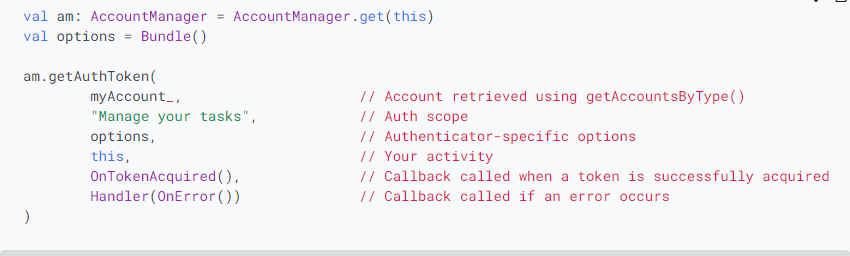 val am: AccountManager = AccountManager.get(this)
val options = Bundle()
am.getAuthToken(
myAccount_, // Account retrieved using getAccountsByType()
"Manage your tasks", // Auth scope
options, // Authenticator-specific options
this, // Your activity
OnTokenAcquired(), // Callback called when a token is successfully acquired
Handler(OnError()) // Callback called if an error occurs
)